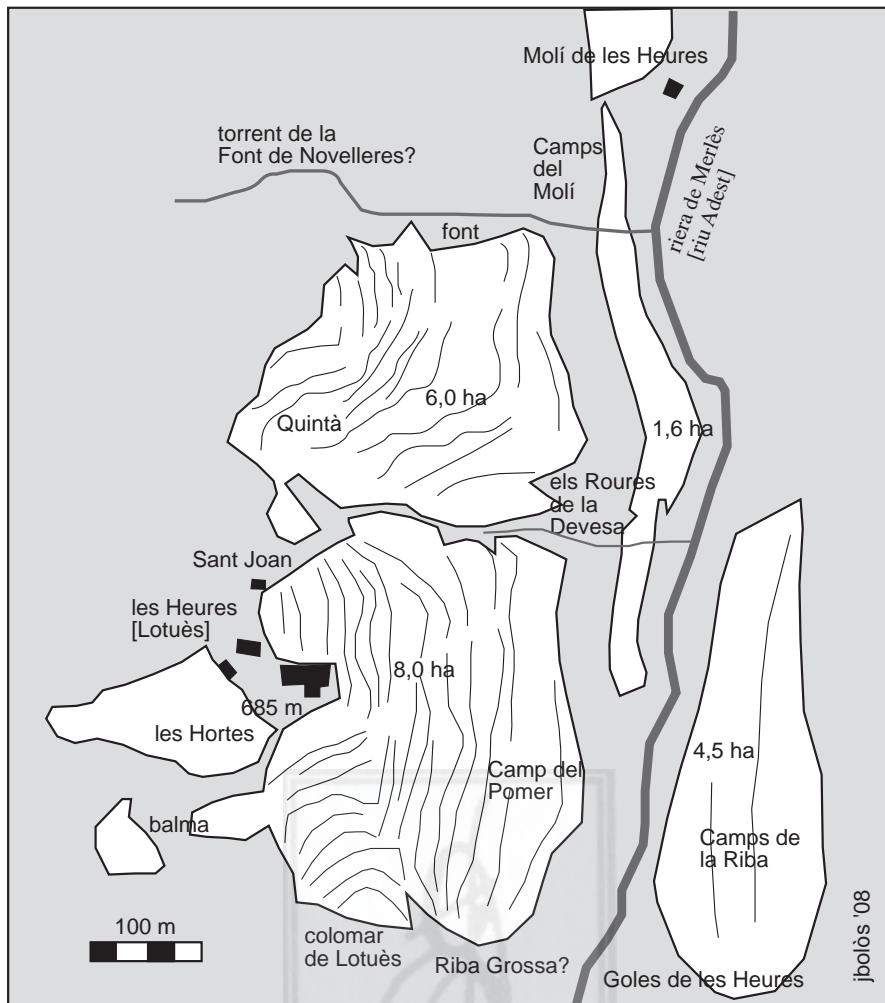 Molí de les Heures
torrent de la
Font de Novelleres?
Camps
del
Molí
riera de Merlès
[riu Adest]
font
6,0 ha
Quintà
1,6 ha
els Roures
de la
Devesa
Sant Joan
les Heures
[Lotuès]
8,0 ha
685 m
les Hortes
4,5 ha
Camp del
Pomer
balma
Camps de
la Riba
100 m
colomar
de Lotuès
Riba Grossa?
Goles de les Heures
jbolòs '08